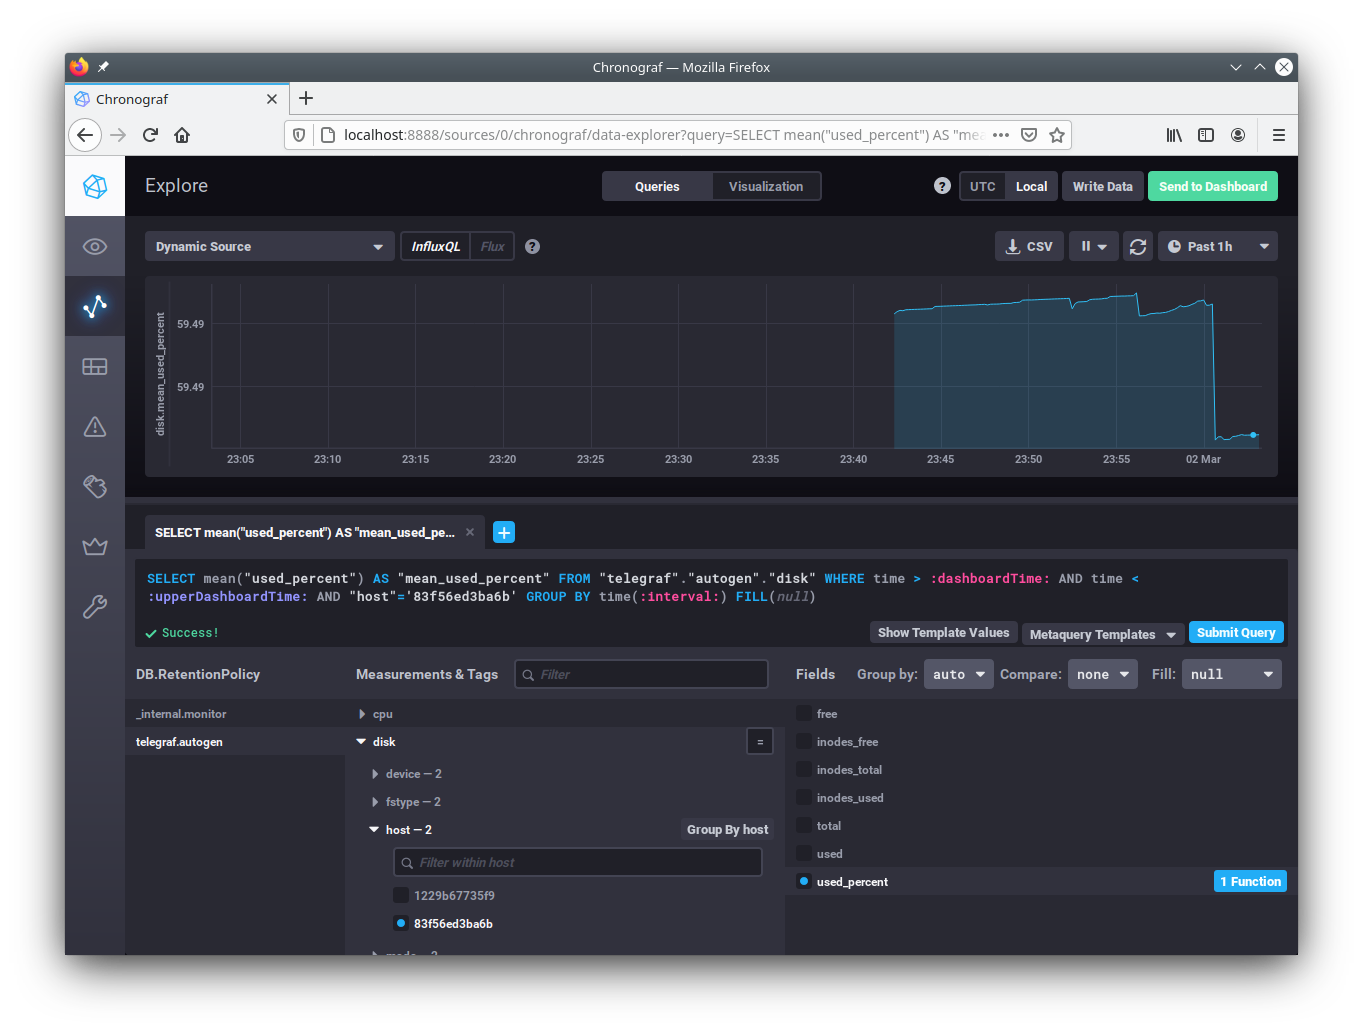 Chronograf — Mozilla Firefox
Chronograf
localhost:8888/sources/0/chronograf/data-explorer?query=SELECT mean("used_percent") AS "mea
Explore
Queries
Visualization
?
UTC
Local
Write Data
Send to Dashboard
Dynamic Source
InfluxQL
Flux
?
CSV
Past 1h
disk.mean_used_percent
59.49
59.49
23:05 23:10 23:15 23:20 23:25 23:30 23:35 23:40 23:45 23:50 23:55 02 Mar
SELECT mean("used_percent") AS "mean_used_pe...
SELECT mean("used_percent") AS "mean_used_percent" FROM "telegraf"."autogen"."disk" WHERE time > :dashboardTime: AND time <
:upperDashboardTime: AND "host"='83f56ed3ba6b' GROUP BY time(:interval:) FILL(null)
Success!
Show Template Values
Metaquery Templates
Submit Query
DB.RetentionPolicy
Measurements & Tags
Filter
Fields
Group by:
auto
Compare:
none
Fill:
null
_internal.monitor
telegraf.autogen
cpu
disk
=
device — 2
fstype — 2
host — 2
Group By host
Filter within host
1229b67735f9
83f56ed3ba6b
free
inodes_free
inodes_total
inodes_used
total
used
used_percent
1 Function